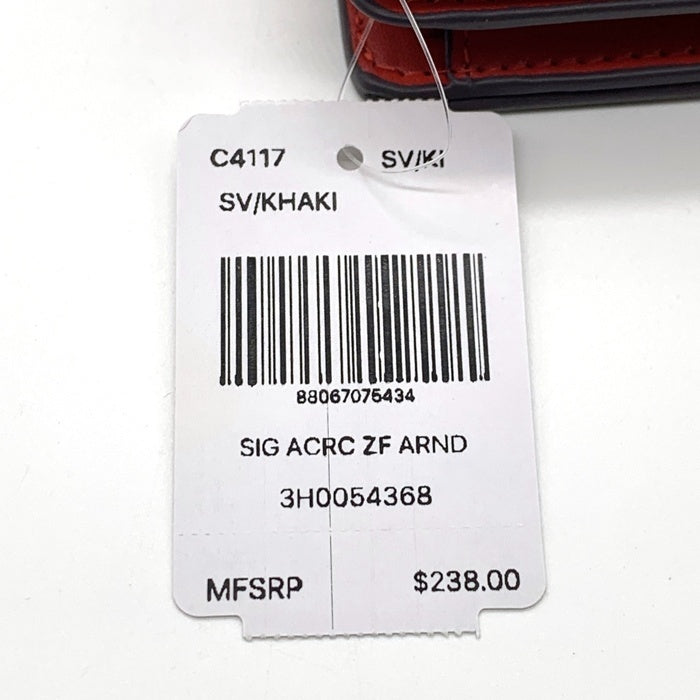 C4117 SV/KI
SV/KHAKI
88067075434
SIG ACRC ZF ARND
3H0054368
MFSRP $238.00